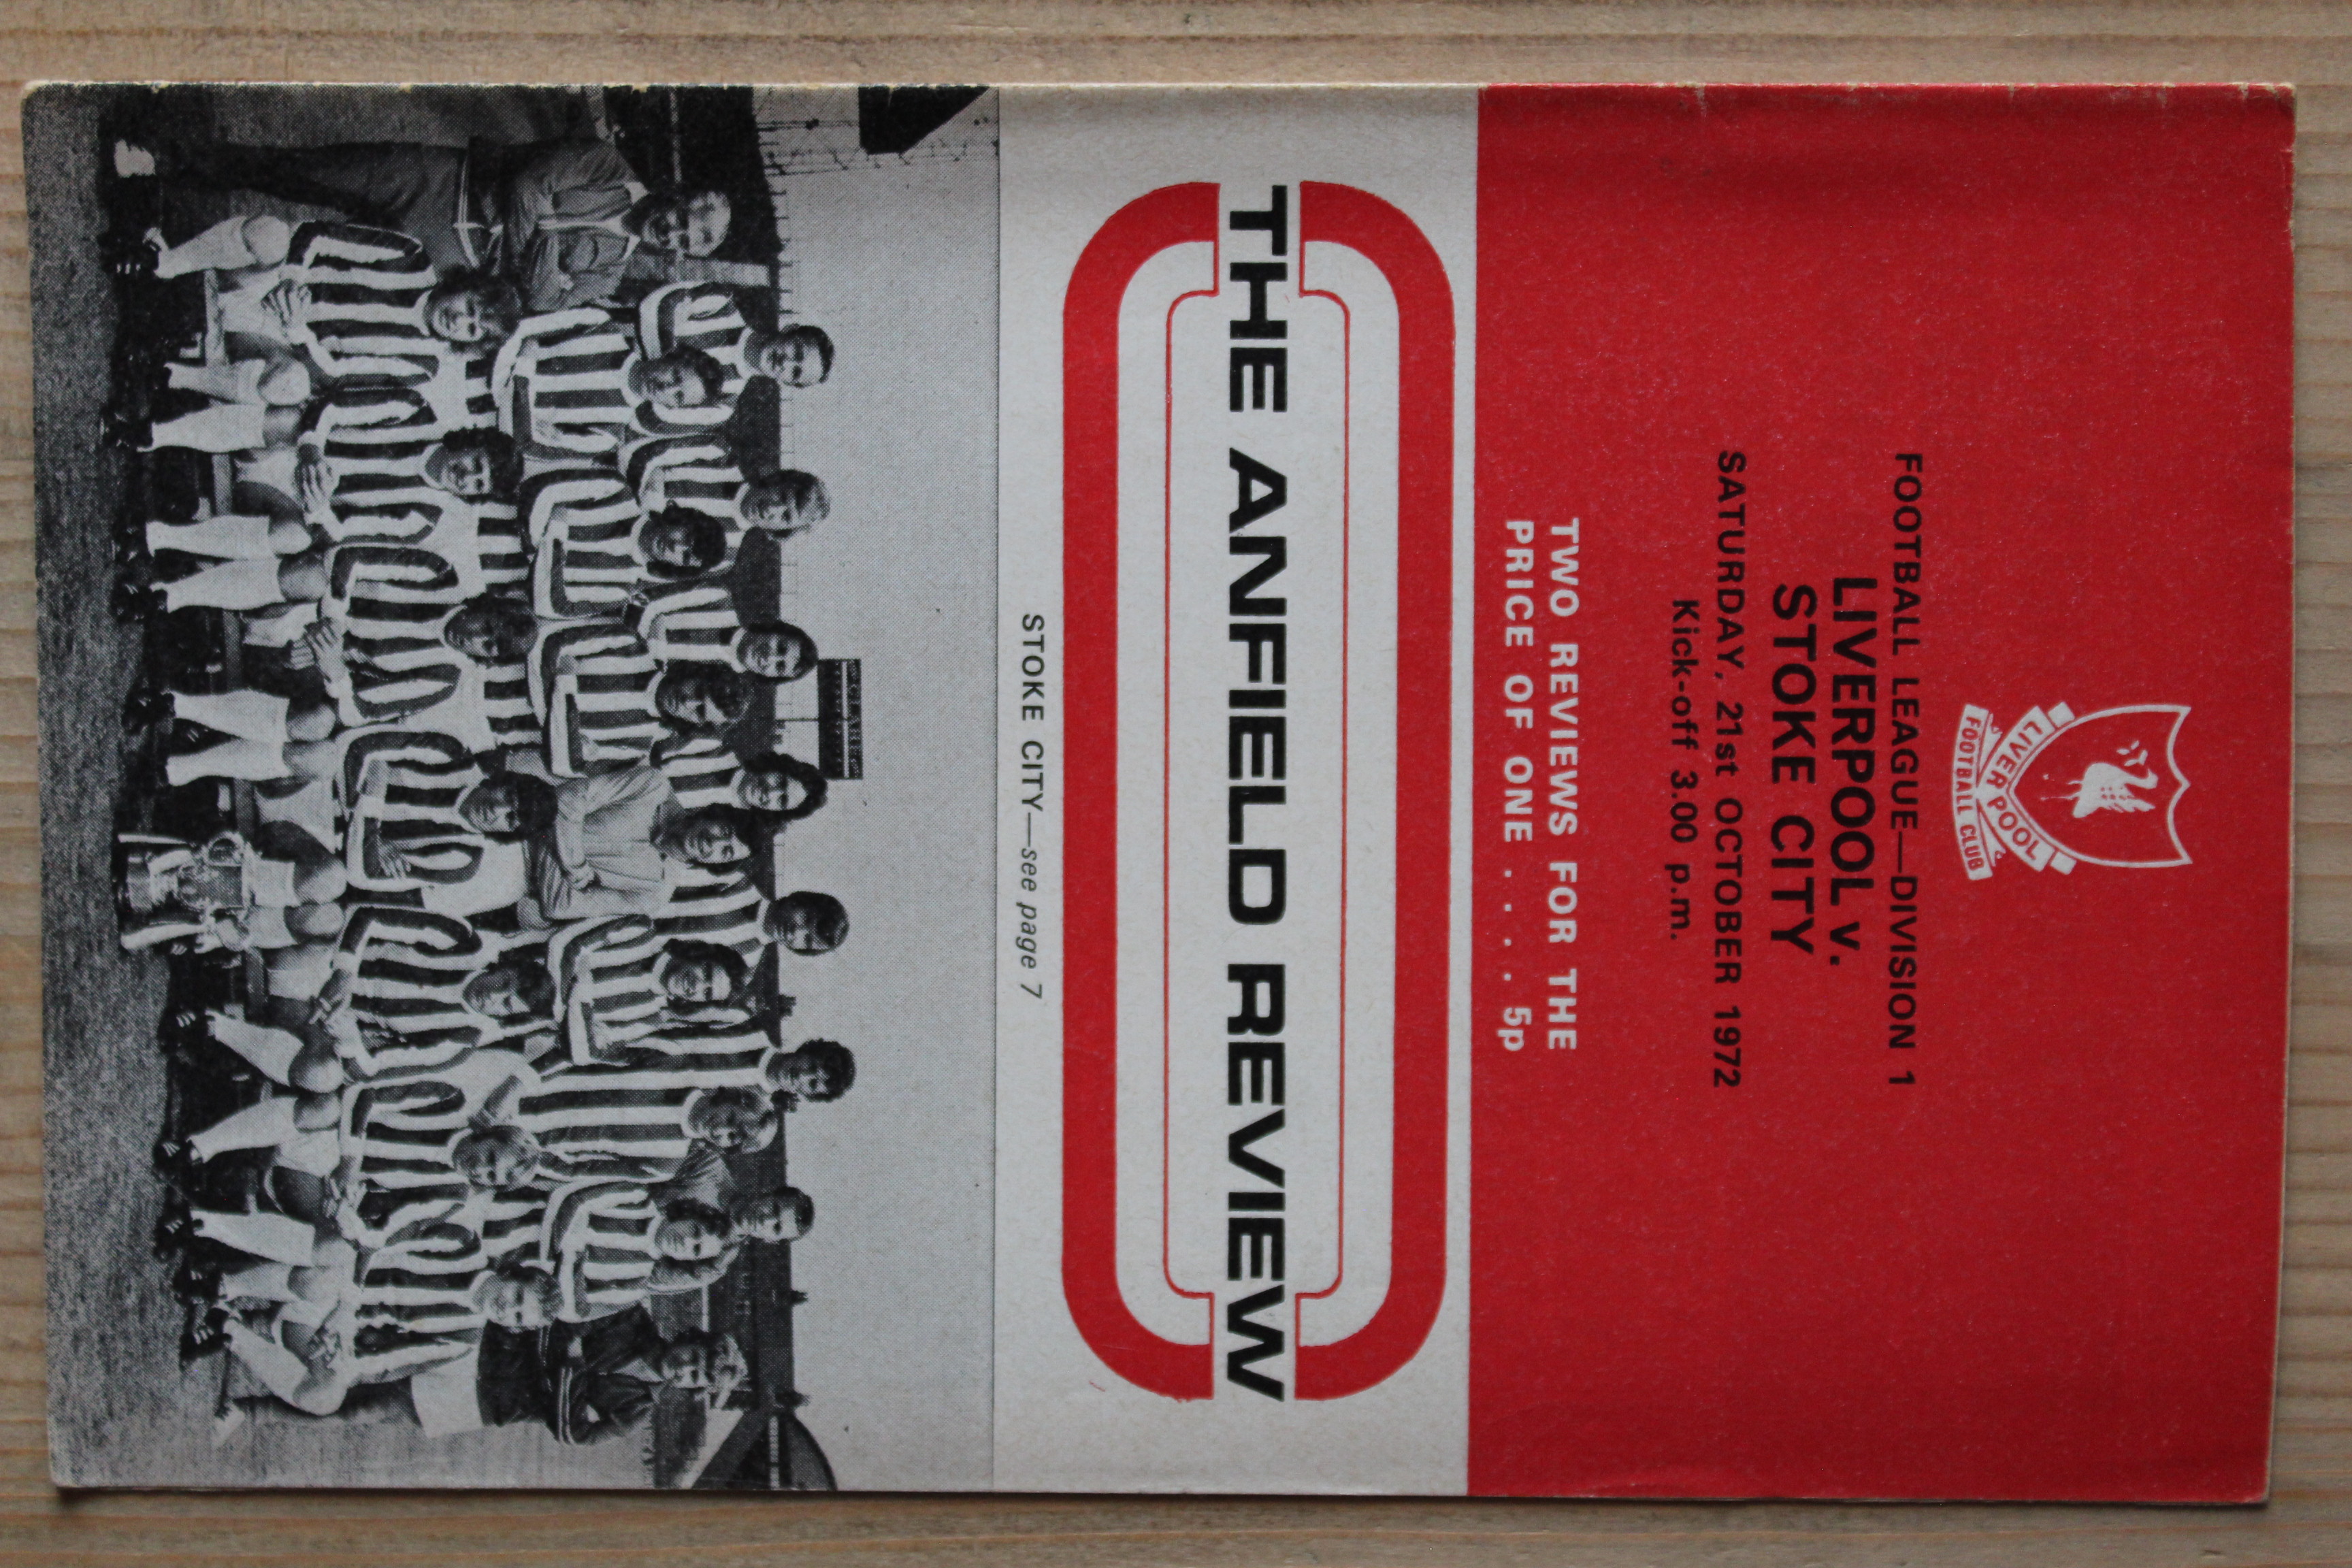 LIVERPOOL
FOOTBALL CLUB
FOOTBALL LEAGUE—DIVISION 1
LIVERPOOL v.
STOKE CITY
SATURDAY, 21st OCTOBER 1972
Kick-off 3.00 p.m.
TWO REVIEWS FOR THE
PRICE OF ONE . . . . 5p
THE ANFIELD REVIEW
STOKE CITY—see page 7